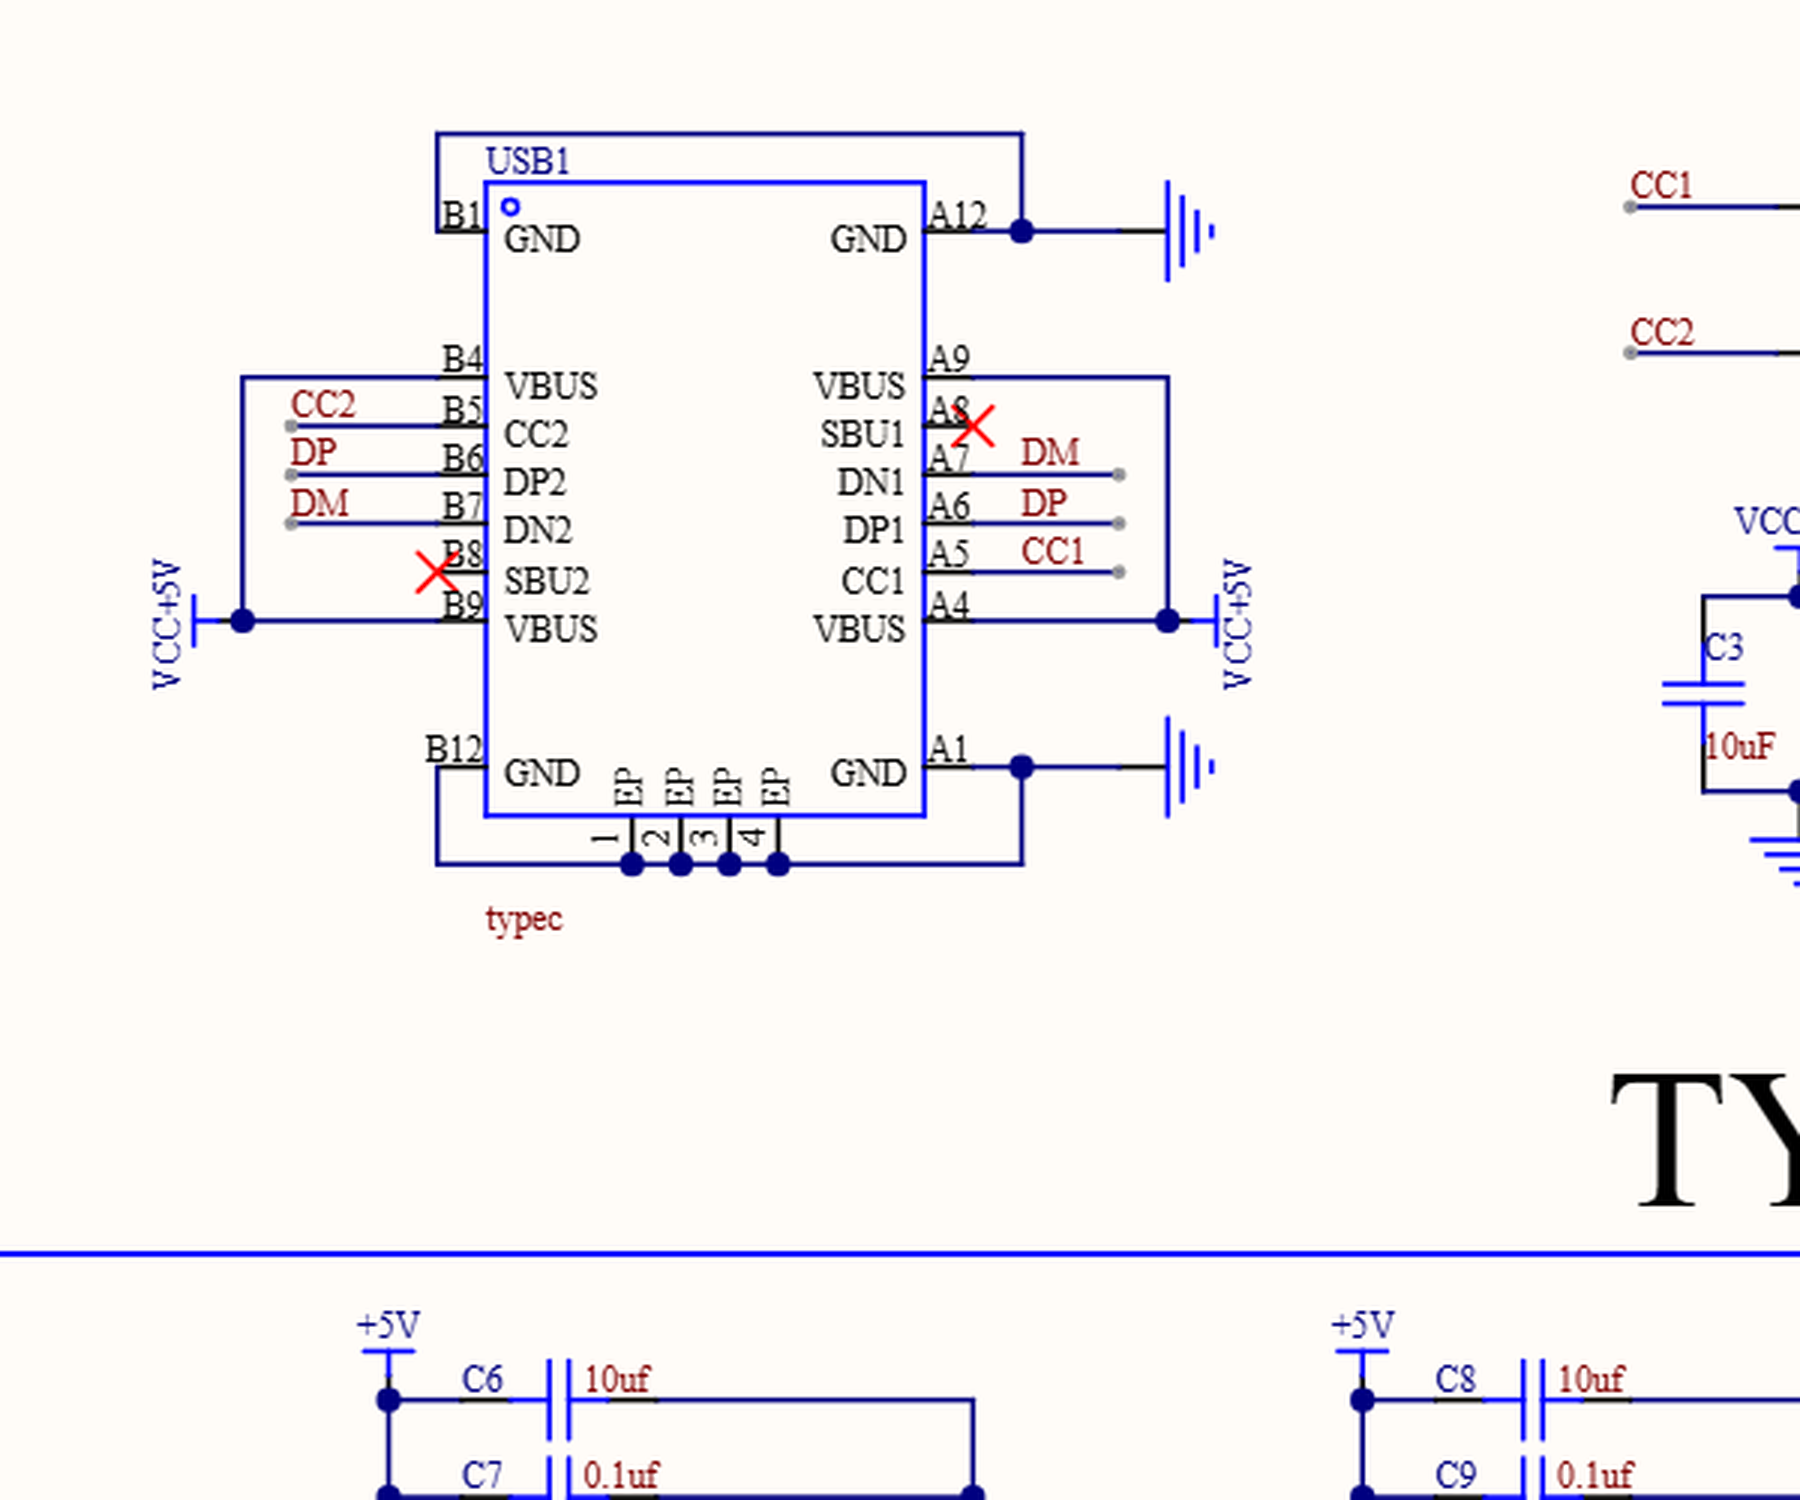 USB1
B1
GND
GND
A12
B4
VBUS
VBUS
A9
CC2
B5
CC2
SBU1
A8
DP
B6
DP2
DN1
A7
DM
DM
B7
DN2
DP1
A6
DP
B8
SBU2
CC1
A5
CC1
VCC+5V
B9
VBUS
VBUS
A4
VCC+5V
B12
GND
EP
EP
EP
EP
GND
A1
1
2
3
4
typec
CC1
CC2
VCC
C3
10uF
TY
+5V
C6
10uf
C7
0.1uf
+5V
C8
10uf
C9
0.1uf